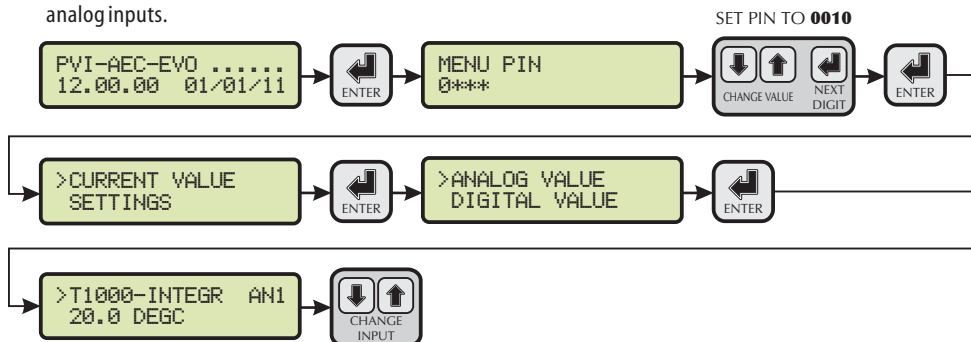 analog inputs.
SET PIN TO 0010
PVI-AEC-EVO ......
12.00.00 01/01/11
ENTER
MENU PIN
0***
CHANGE VALUE
NEXT
DIGIT
ENTER
>CURRENT VALUE
SETTINGS
ENTER
>ANALOG VALUE
DIGITAL VALUE
ENTER
>T1000-INTEGR AN1
20.0 DEGC
CHANGE
INPUT